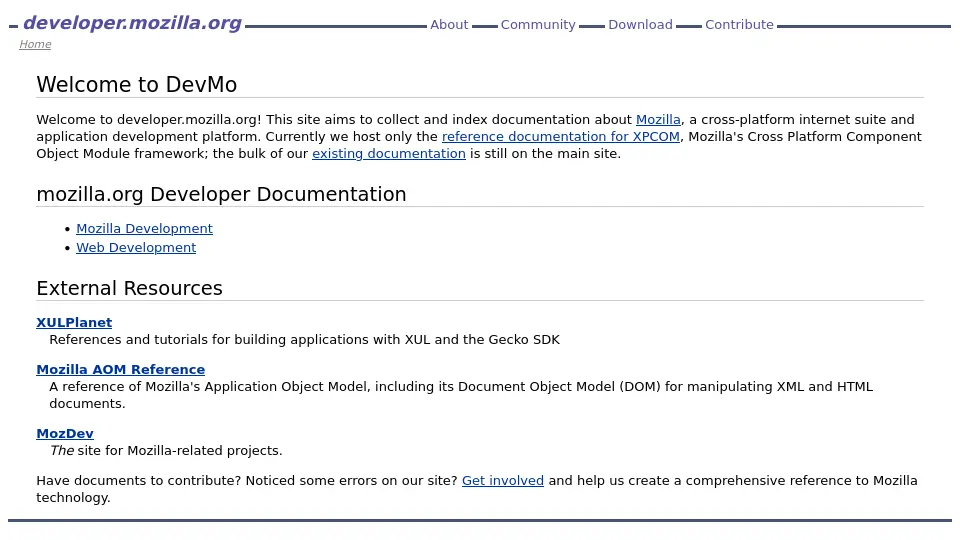 developer.mozilla.org About Community Download Contribute
Home
Welcome to DevMo
Welcome to developer.mozilla.org! This site aims to collect and index documentation about Mozilla, a cross-platform internet suite and
application development platform. Currently we host only the reference documentation for XPCOM, Mozilla's Cross Platform Component
Object Module framework; the bulk of our existing documentation is still on the main site.
mozilla.org Developer Documentation
• Mozilla Development
• Web Development
External Resources
XULPlanet
References and tutorials for building applications with XUL and the Gecko SDK
Mozilla AOM Reference
A reference of Mozilla's Application Object Model, including its Document Object Model (DOM) for manipulating XML and HTML
documents.
MozDev
The site for Mozilla-related projects.
Have documents to contribute? Noticed some errors on our site? Get involved and help us create a comprehensive reference to Mozilla
technology.